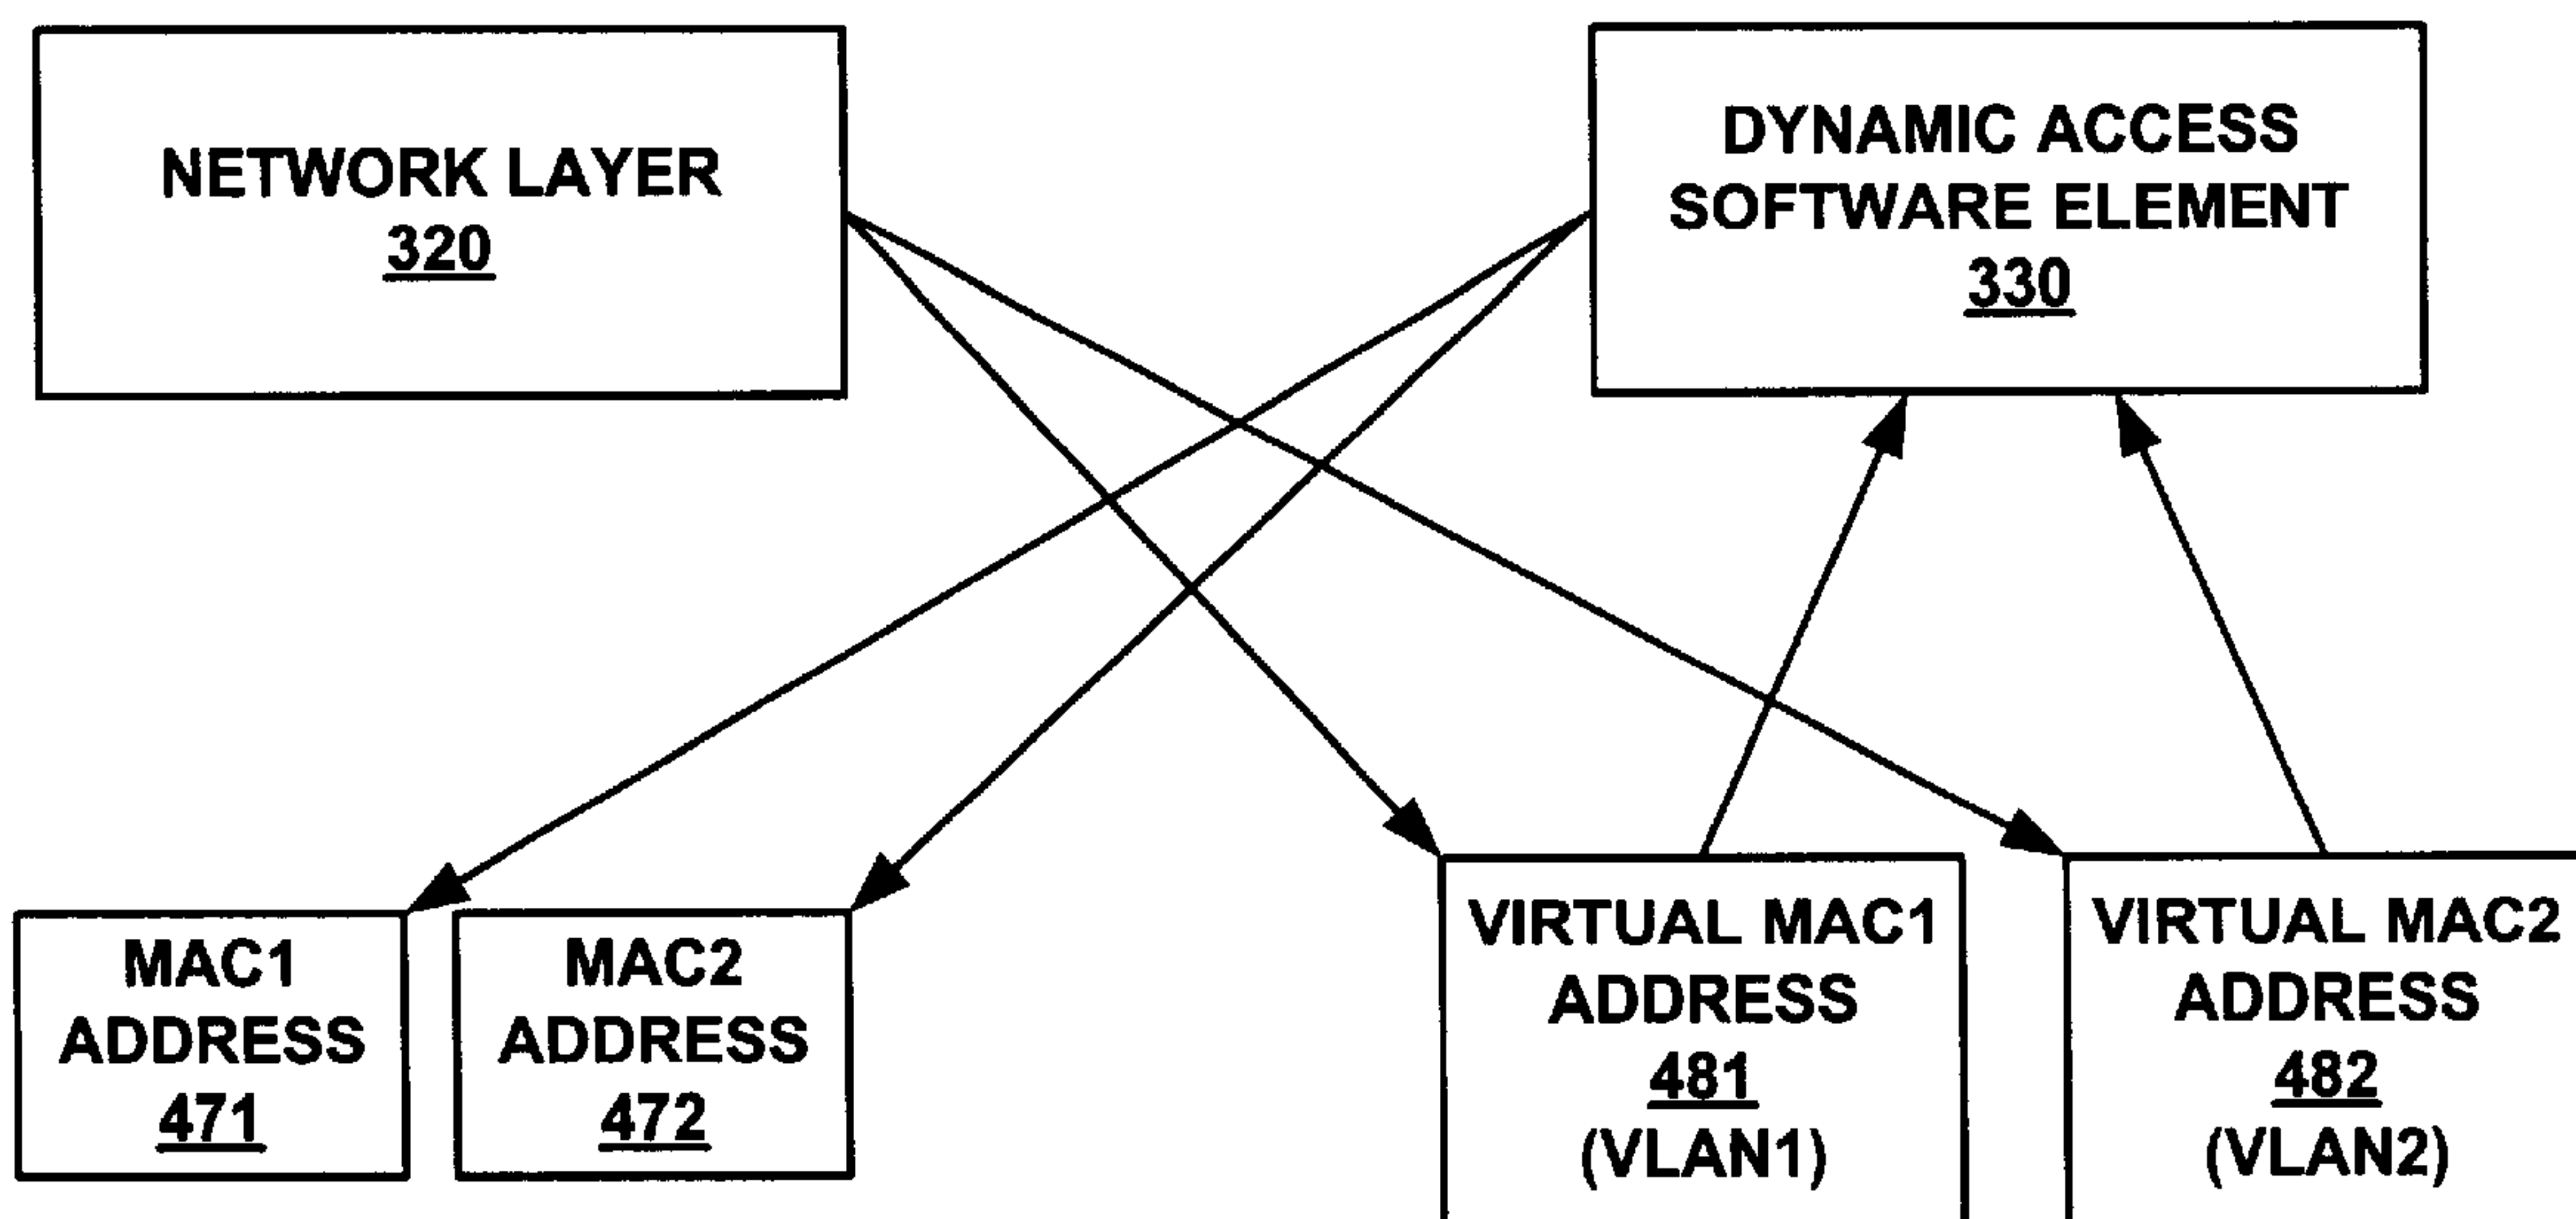 NETWORK LAYER
320
DYNAMIC ACCESS
SOFTWARE ELEMENT
330
MAC1
ADDRESS
471
MAC2
ADDRESS
472
VIRTUAL MAC1
ADDRESS
481
(VLAN1)
VIRTUAL MAC2
ADDRESS
482
(VLAN2)